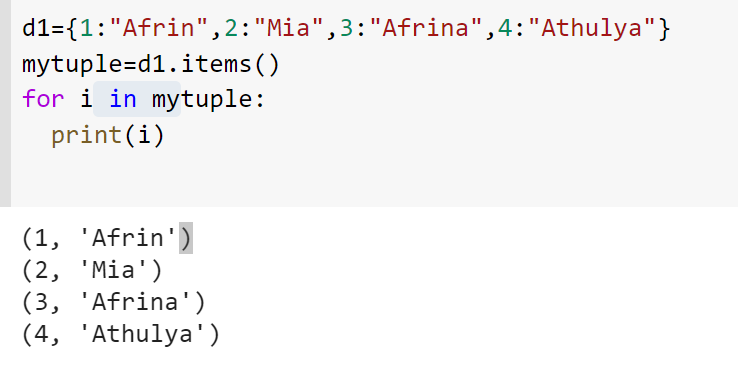 d1={1:"Afrin",2:"Mia",3:"Afrina",4:"Athulya"}
mytuple=d1.items()
for i in mytuple:
  print(i)
(1, 'Afrin')
(2, 'Mia')
(3, 'Afrina')
(4, 'Athulya')